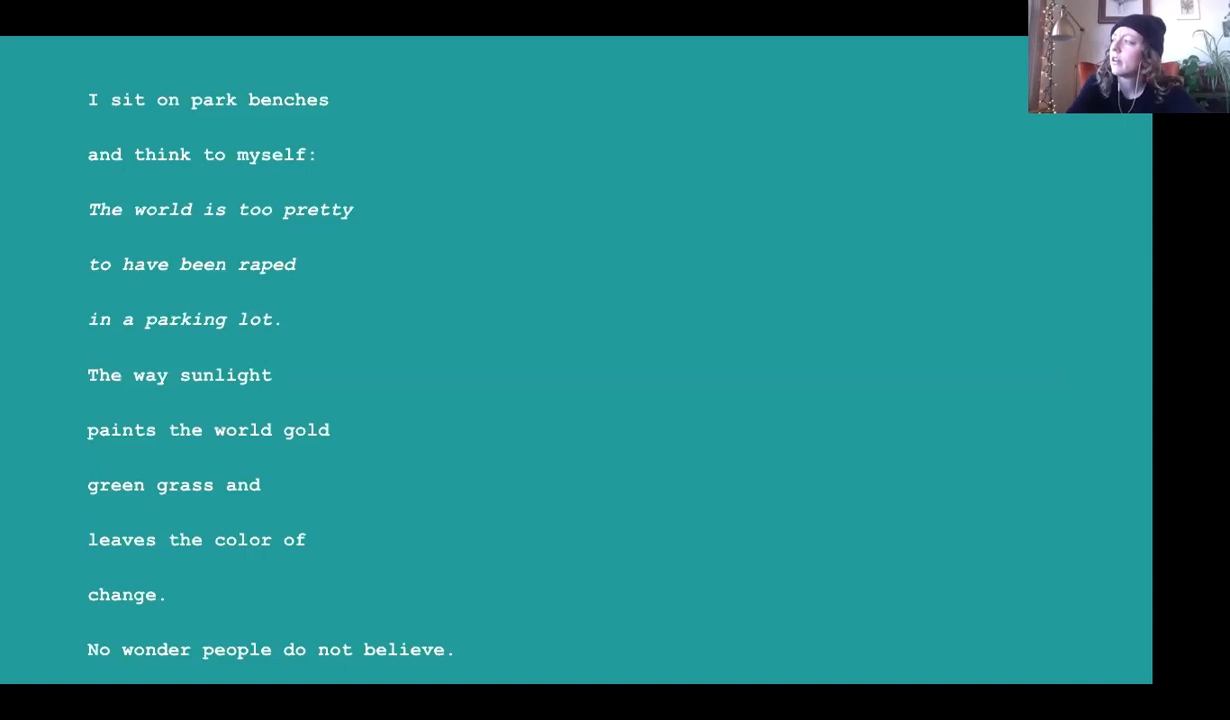 I sit on park benches
and think to myself:
The world is too pretty
to have been raped
in a parking lot.
The way sunlight
paints the world gold
green grass and
leaves the color of
change.
No wonder people do not believe.